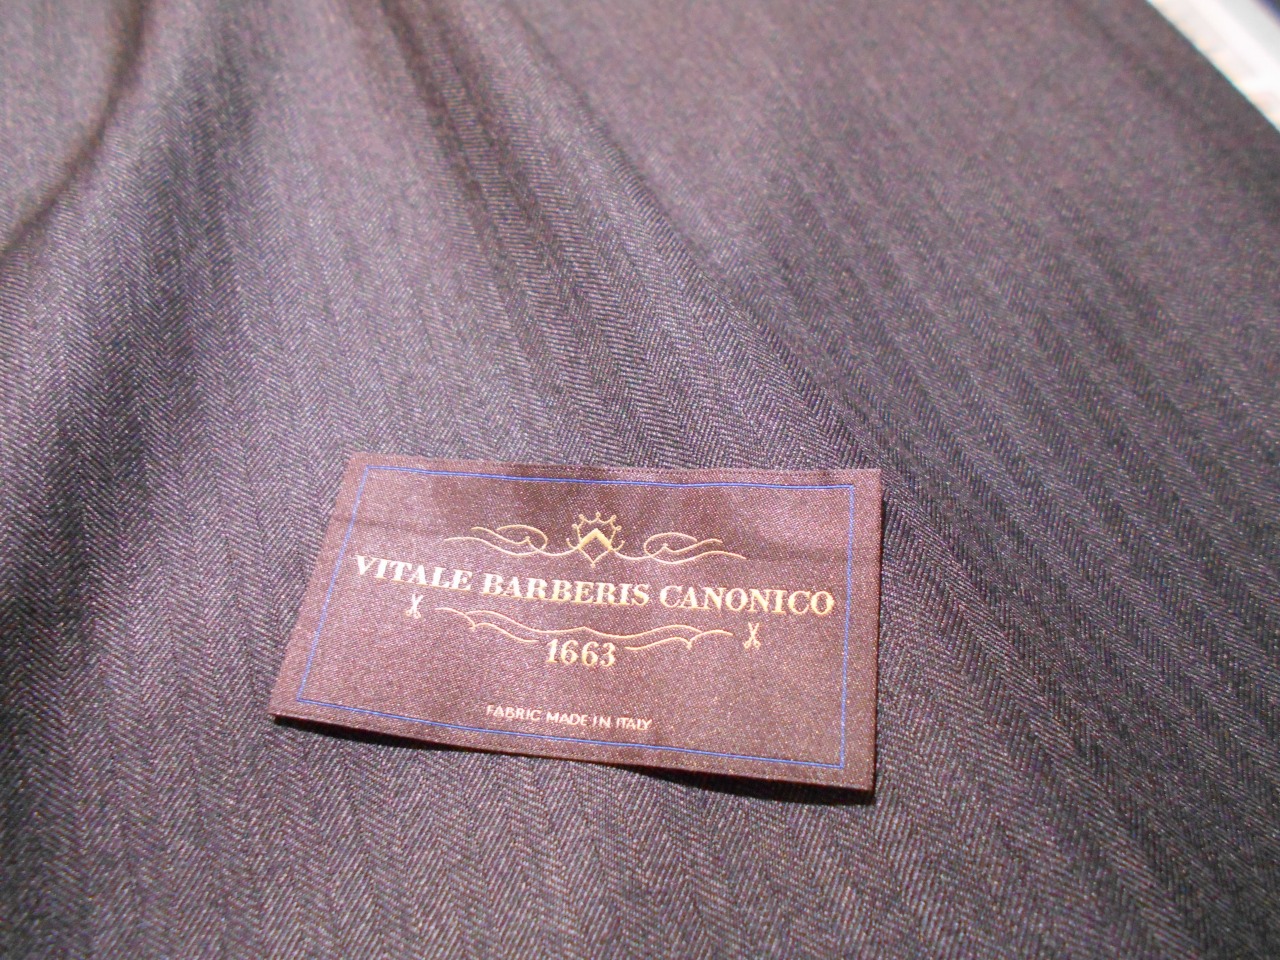 VITALE BARBERIS CANONICO
1663
FABRIC MADE IN ITALY